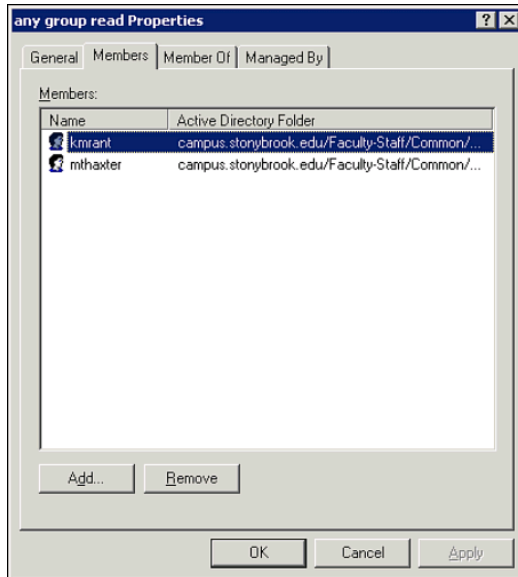 any group read Properties
General Members Member Of Managed By
Members:
Name Active Directory Folder
kmrant campus.stonybrook.edu/Faculty-Staff/Common/...
mthaxter campus.stonybrook.edu/Faculty-Staff/Common/...
Add... Remove
OK Cancel Apply